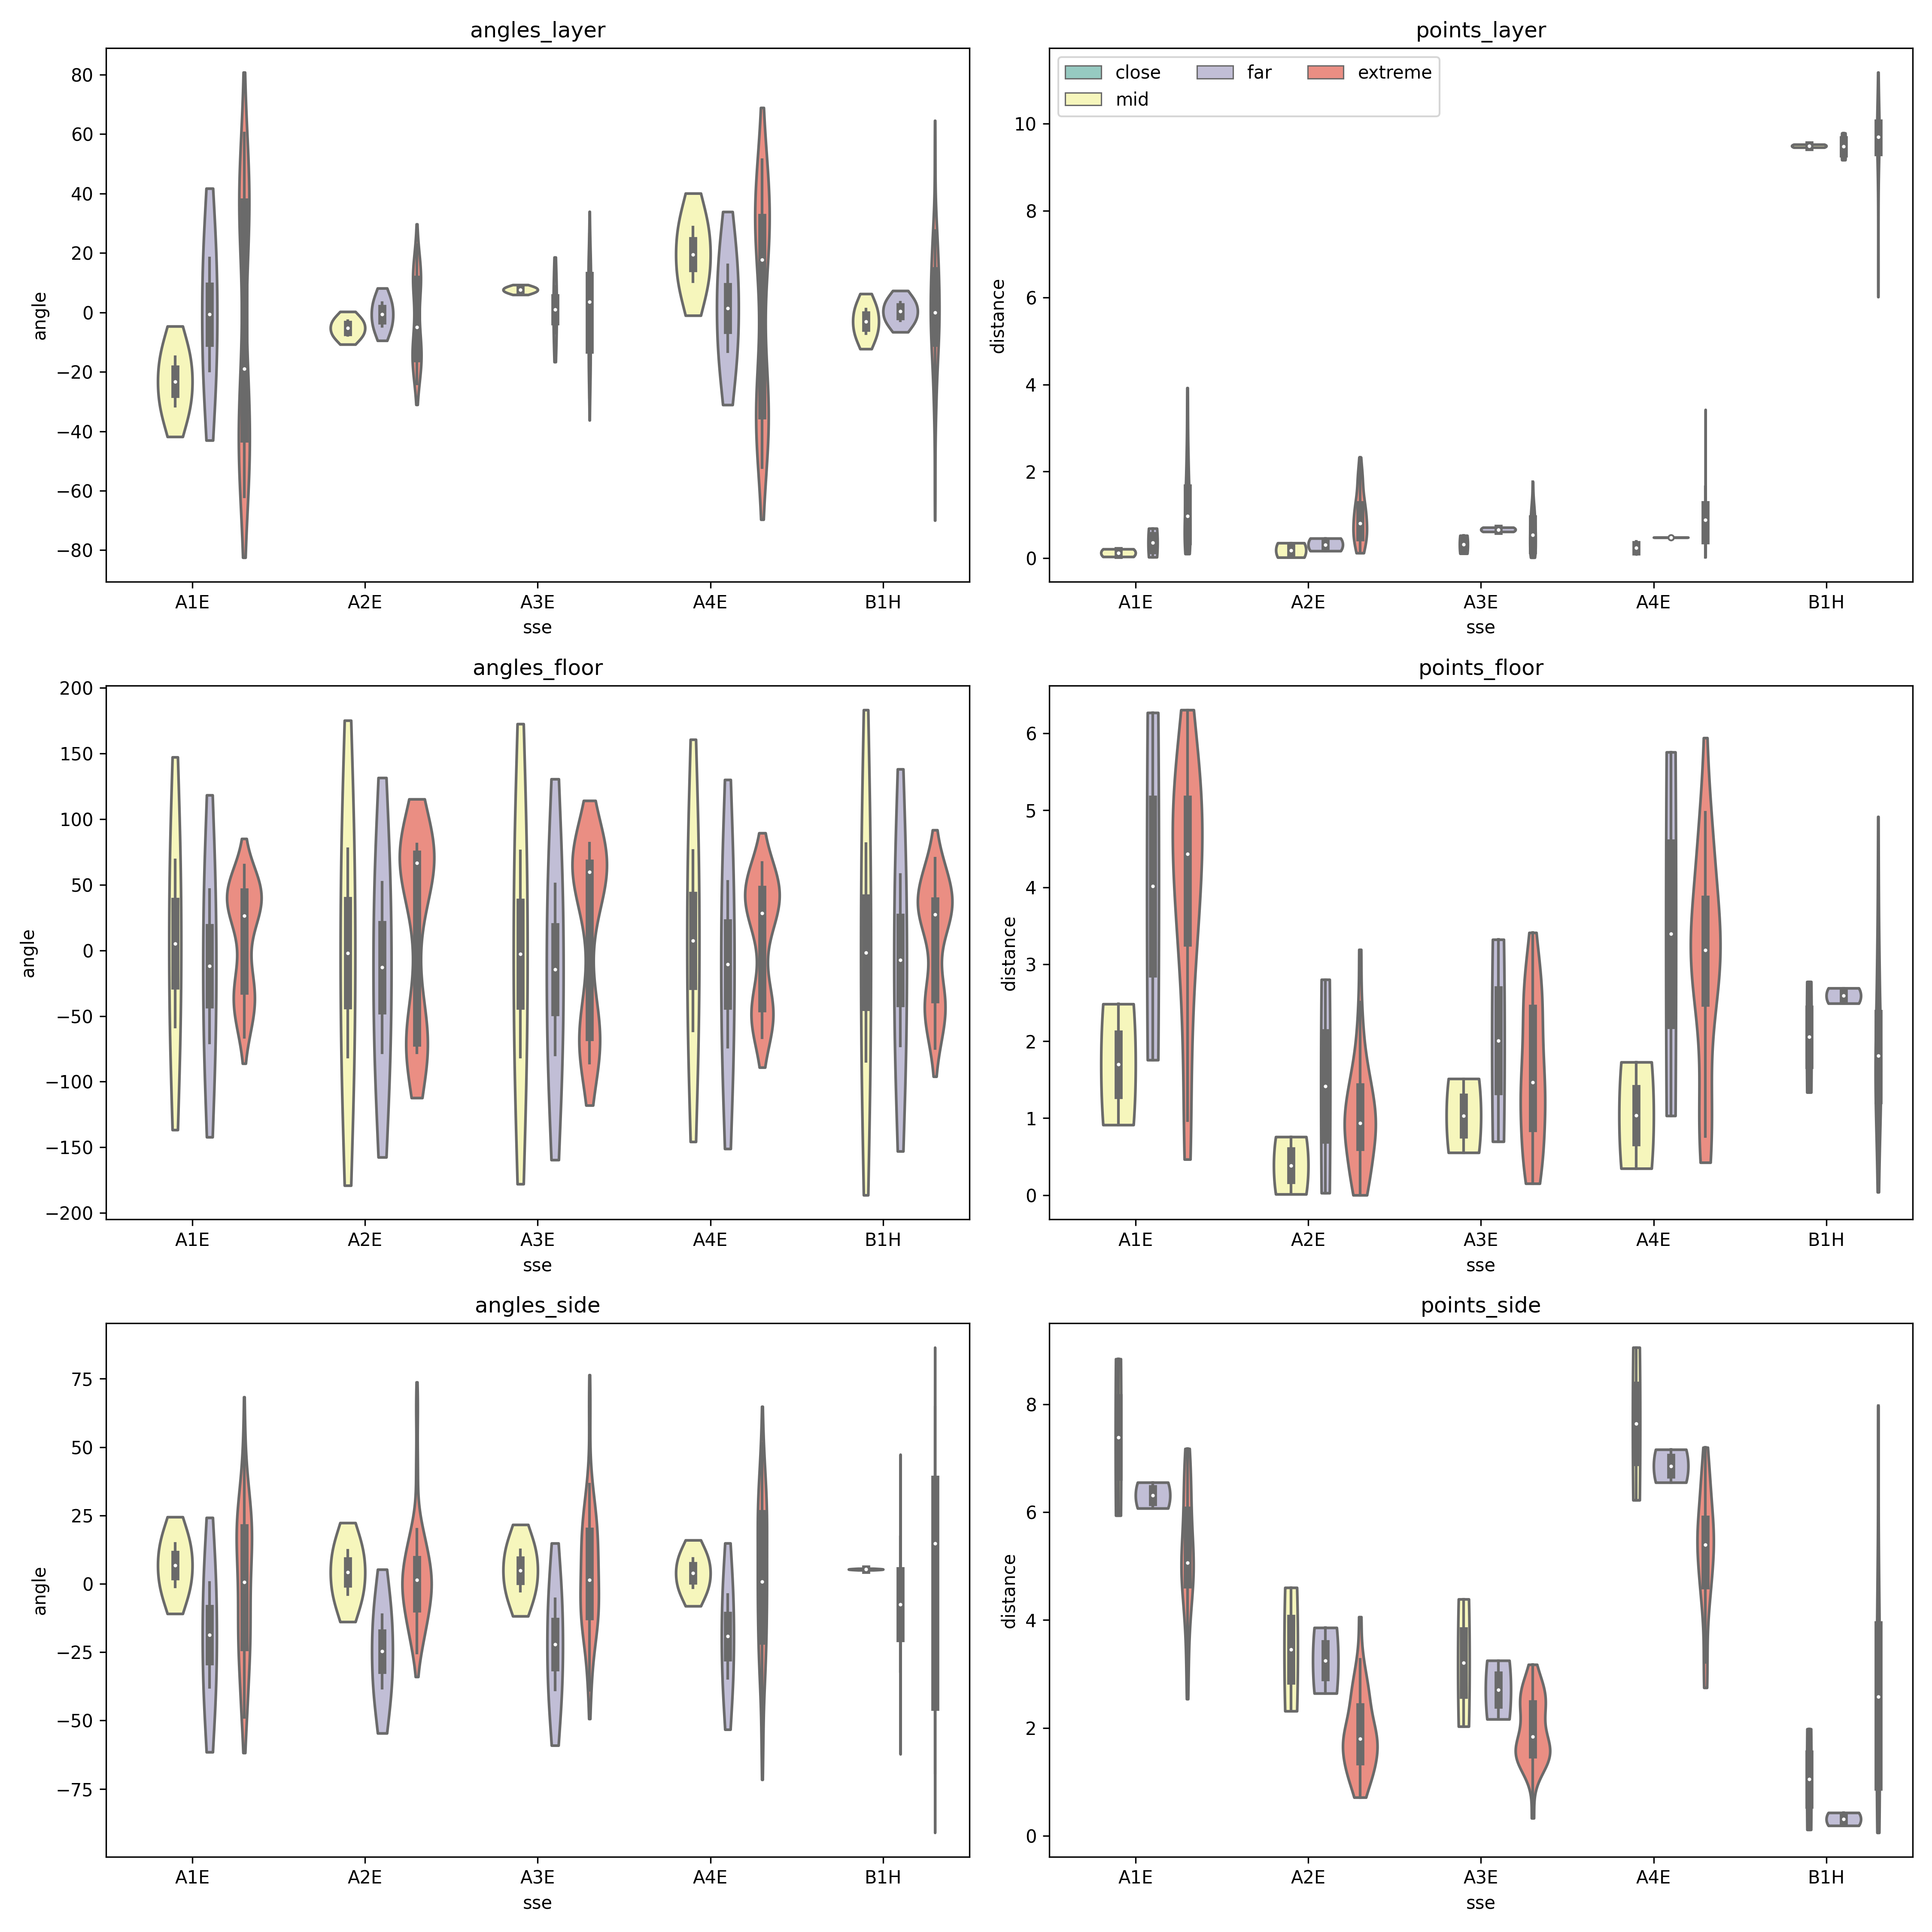 angles_layer
80
60
40
20
0
−20
−40
−60
−80
angle
A1E A2E A3E A4E B1H
sse
points_layer
close far extreme
mid
10
8
6
4
2
0
distance
A1E A2E A3E A4E B1H
sse
angles_floor
200
150
100
50
0
−50
−100
−150
−200
angle
A1E A2E A3E A4E B1H
sse
points_floor
6
5
4
3
2
1
0
distance
A1E A2E A3E A4E B1H
sse
angles_side
75
50
25
0
−25
−50
−75
angle
A1E A2E A3E A4E B1H
sse
points_side
8
6
4
2
0
distance
A1E A2E A3E A4E B1H
sse